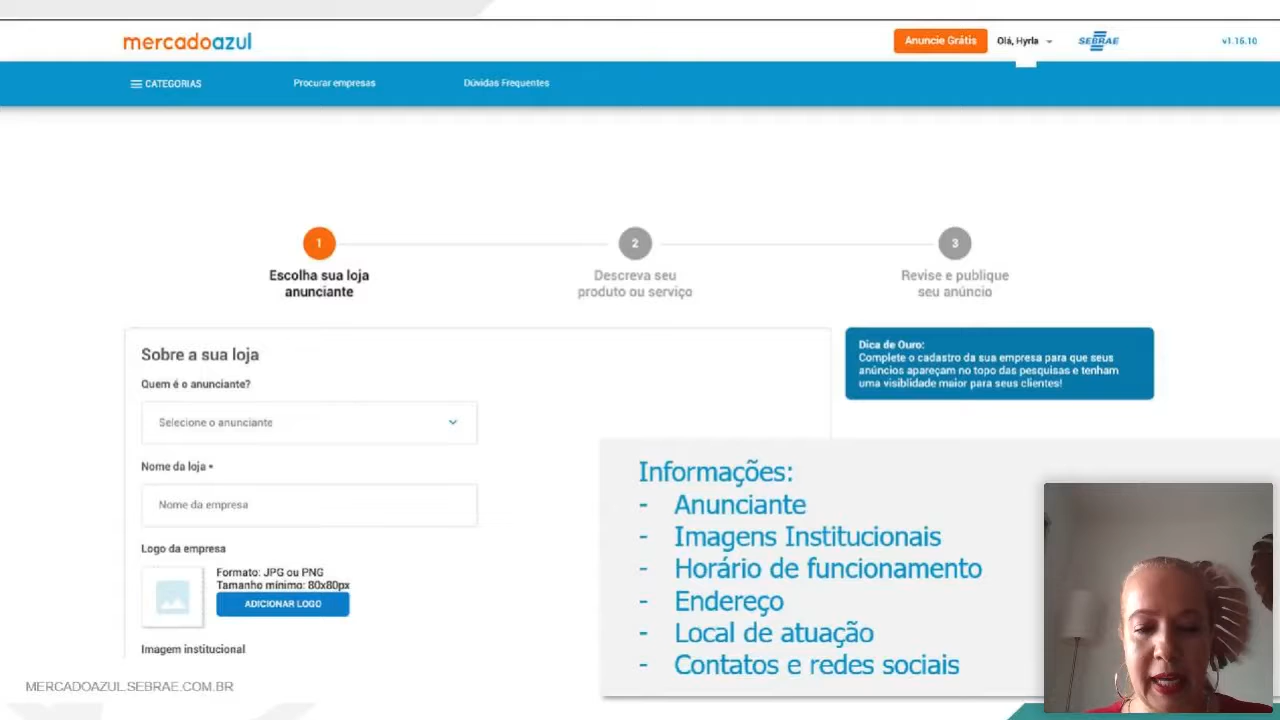 mercadoazul
Anuncie Grátis
Olá, Hyrla
SEBRAE
v1.16.10
CATEGORIAS
Procurar empresas
Dúvidas Frequentes
1
2
3
Escolha sua loja
anunciante
Descreva seu
produto ou serviço
Revise e publique
seu anúncio
Sobre a sua loja
Quem é o anunciante?
Selecione o anunciante
Nome da loja *
Nome da empresa
Logo da empresa
Formato: JPG ou PNG
Tamanho mínimo: 80x80px
ADICIONAR LOGO
Imagem institucional
Dica de Ouro:
Complete o cadastro da sua empresa para que seus
anúncios apareçam no topo das pesquisas e tenham
uma visiblidade maior para seus clientes!
Informações:
- Anunciante
- Imagens Institucionais
- Horário de funcionamento
- Endereço
- Local de atuação
- Contatos e redes sociais
MERCADOAZUL.SEBRAE.COM.BR